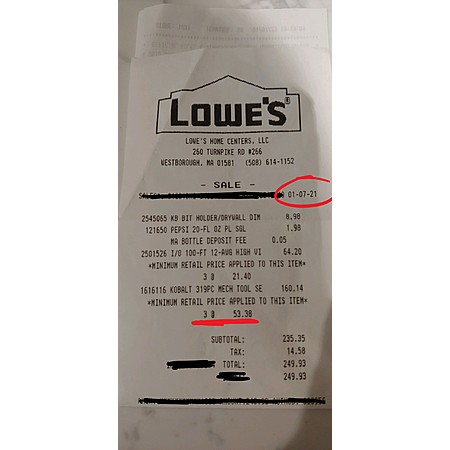 LOWE'S®
LOWE'S HOME CENTERS, LLC
260 TURNPIKE RD #266
WESTBOROUGH, MA 01581 (508) 614-1152
- SALE -
01-07-21
2545065 KB BIT HOLDER/DRYWALL DIM 8.98
121650 PEPSI 20-FL OZ PL SGL 1.98
MA BOTTLE DEPOSIT FEE 0.05
2501526 I/O 100-FT 12-AWG HIGH VI 64.20
*MINIMUM RETAIL PRICE APPLIED TO THIS ITEM*
3 @ 21.40
1616116 KOBALT 319PC MECH TOOL SE 160.14
*MINIMUM RETAIL PRICE APPLIED TO THIS ITEM*
3 @ 53.38
SUBTOTAL: 235.35
TAX: 14.58
TOTAL: 249.93
249.93